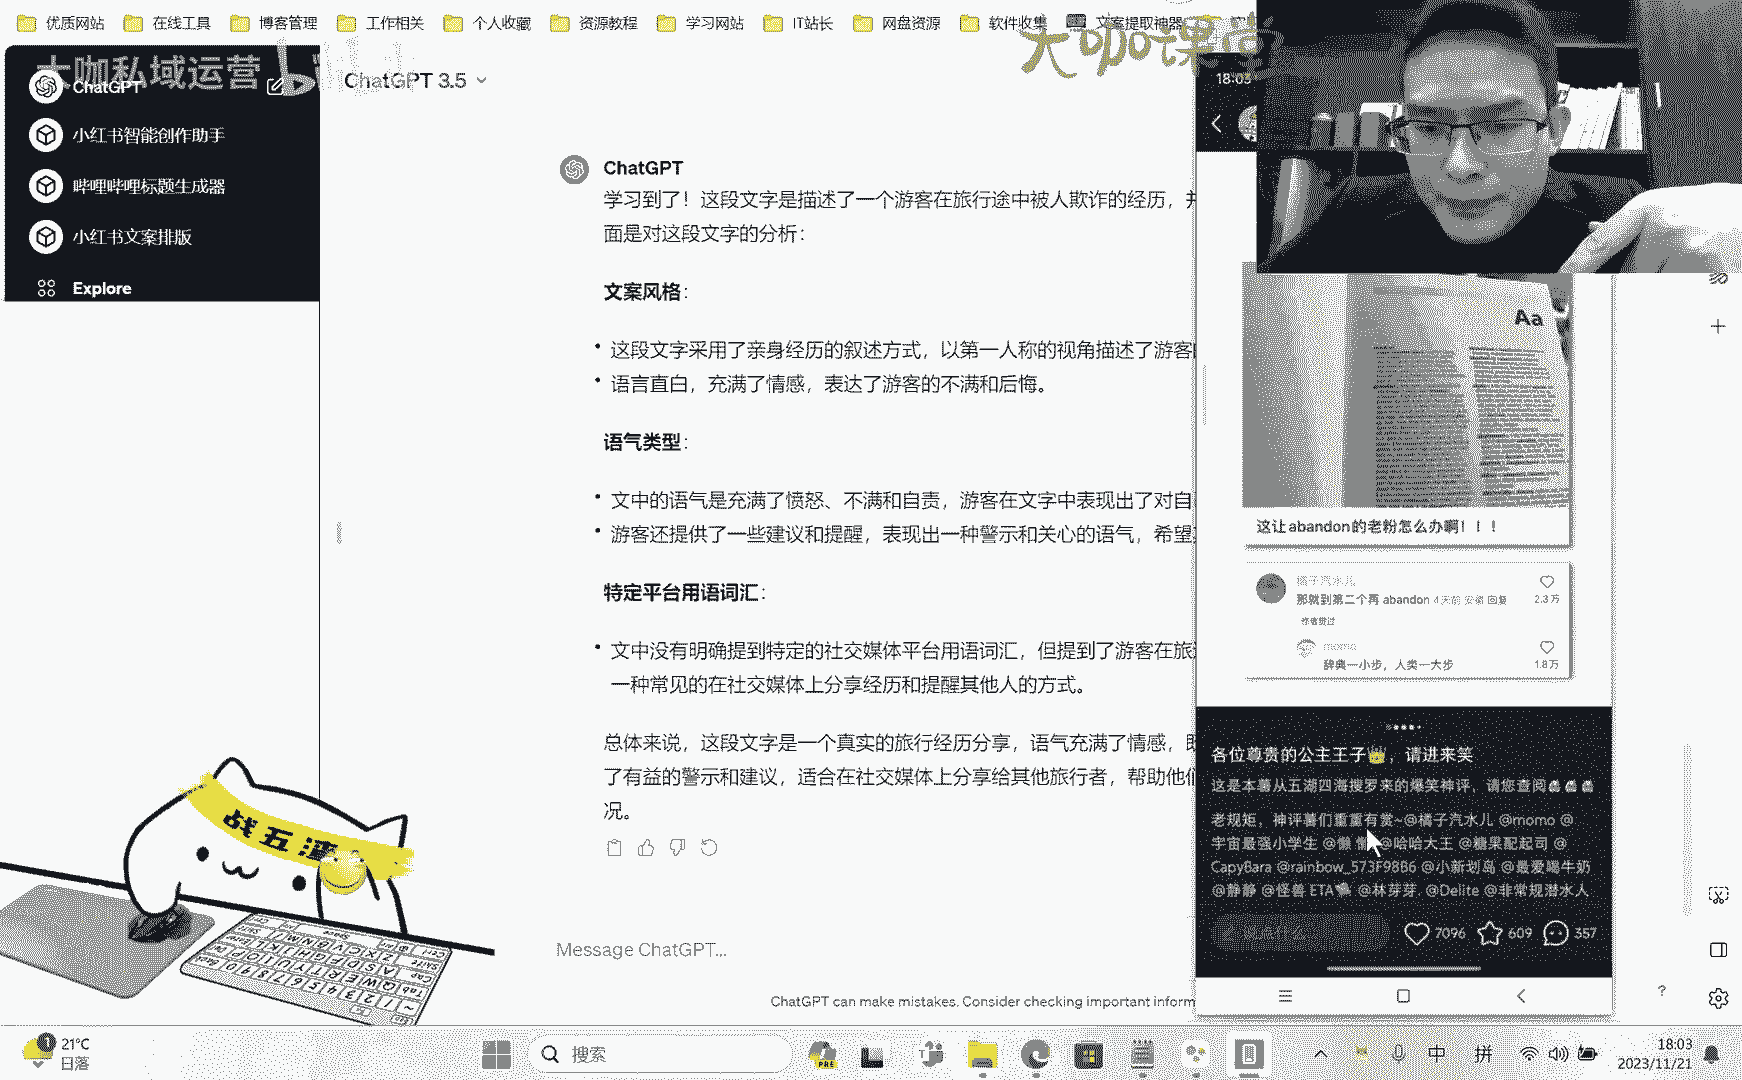 优质网站
在线工具
博客管理
工作相关
个人收藏
资源教程
学习网站
IT站长
网盘资源
软件收集
文案提取神器
大咖课堂
大咖私域运营
bilibili
ChatGPT
小红书智能创作助手
哔哩哔哩标题生成器
小红书文案排版
Explore
ChatGPT 3.5
ChatGPT
学习到了！这段文字是描述了一个游客在旅行途中被人欺诈的经历，并
面是对这段文字的分析：
文案风格：
• 这段文字采用了亲身经历的叙述方式，以第一人称的视角描述了游客
• 语言直白，充满了情感，表达了游客的不满和后悔。
语气类型：
• 文中的语气是充满了愤怒、不满和自责，游客在文字中表现出了对自
• 游客还提供了一些建议和提醒，表现出一种警示和关心的语气，希望
特定平台用语词汇：
• 文中没有明确提到特定的社交媒体平台用语词汇，但提到了游客在旅
一种常见的在社交媒体上分享经历和提醒其他人的方式。
总体来说，这段文字是一个真实的旅行经历分享，语气充满了情感，既
了有益的警示和建议，适合在社交媒体上分享给其他旅行者，帮助他们
况。
Message ChatGPT…
ChatGPT can make mistakes. Consider checking important inform
战五渣
18:03
Aa
这让abandon的老粉怎么办啊！！！
橘子汽水儿
那就到第二个再 abandon 4天前 安徽 回复
2.3万
作者赞过
momo
辞典一小步，人类一大步
1.8万
各位尊贵的公主王子👑，请进来笑
这是本薯从五湖四海搜罗来的爆笑神评，请您查阅
老规矩，神评薯们重重有赏~@橘子汽水儿 @momo @
宇宙最强小学生 @懒 @哈哈大王 @糖果配起司 @
CapyBara @rainbow_573F98B6 @小新划岛 @最爱喝牛奶
@静静 @怪兽 ETA @林芽芽. @Delite @非常规潜水人
7096 609 357
21°C
日落
搜索
PRE
中
拼
18:03
2023/11/21